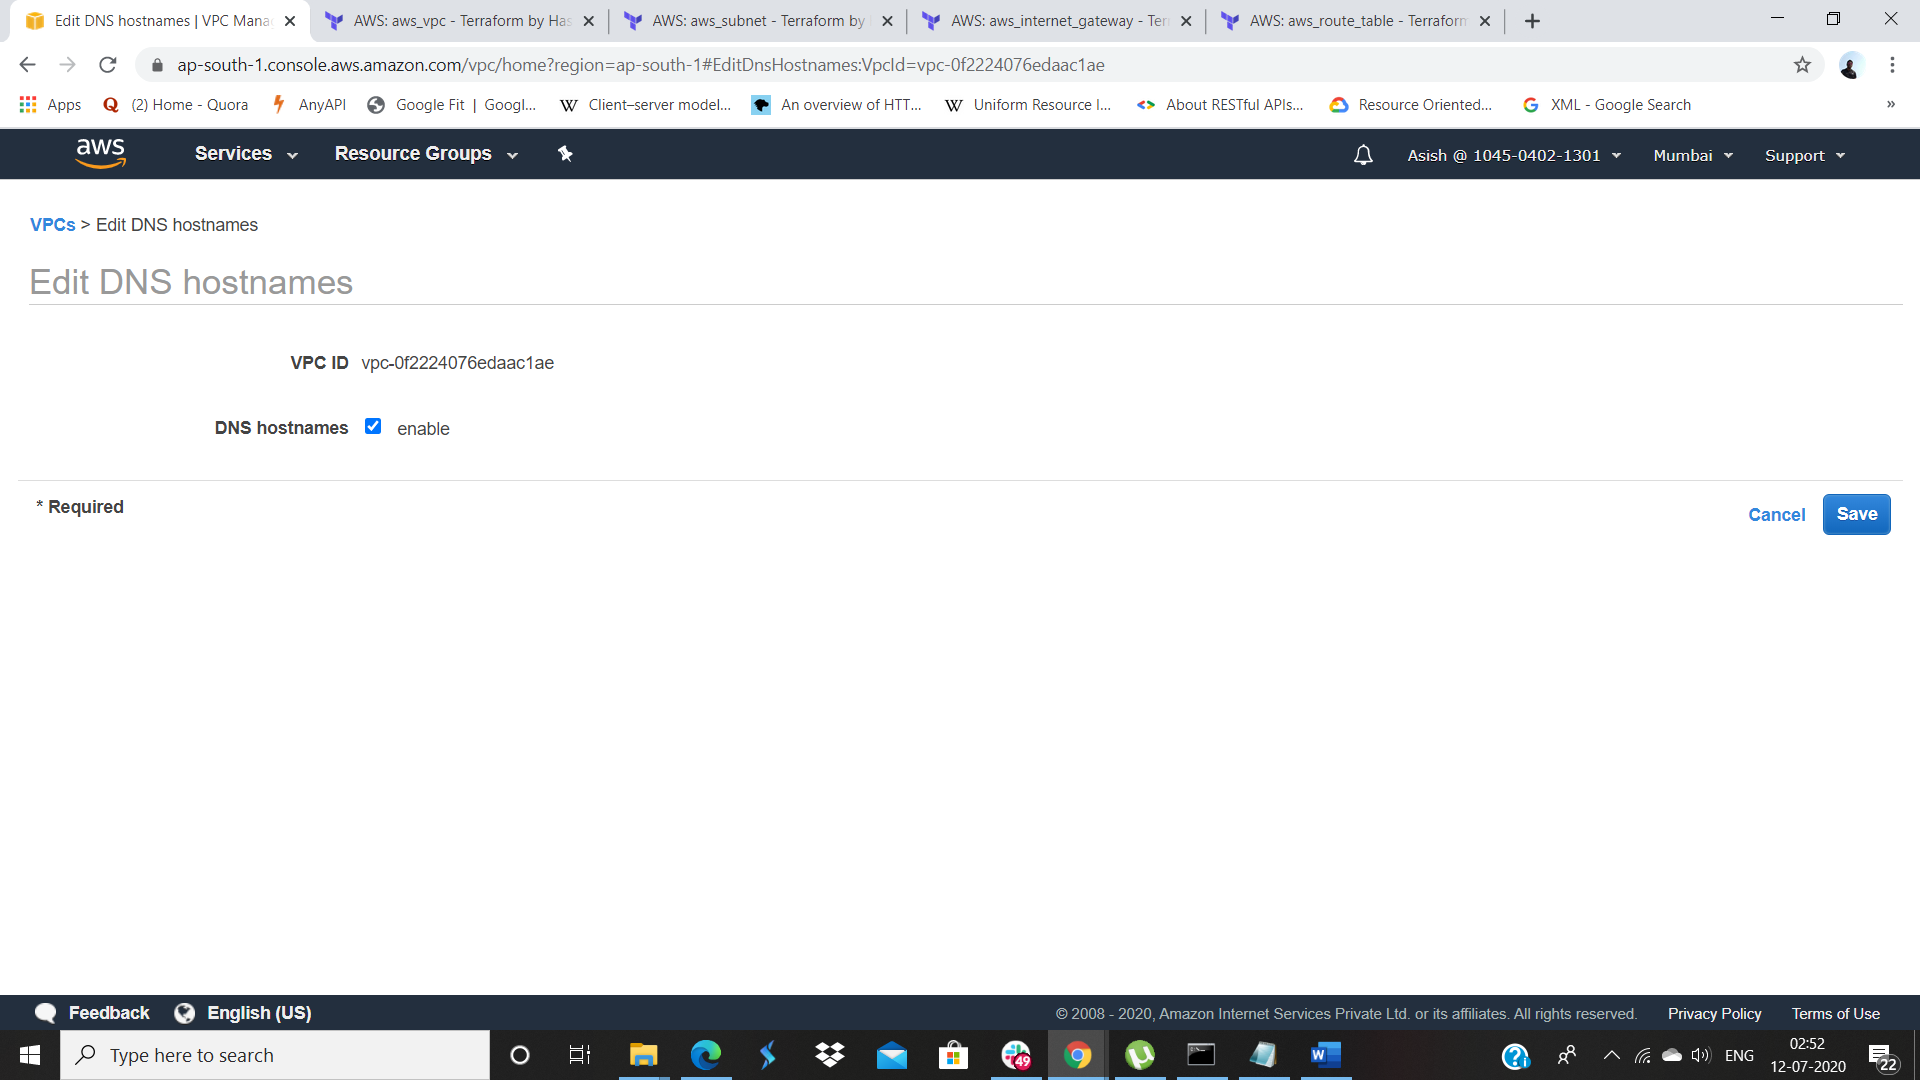 Edit DNS hostnames | VPC Mana
AWS: aws_vpc - Terraform by Has
AWS: aws_subnet - Terraform by
AWS: aws_internet_gateway - Ter
AWS: aws_route_table - Terraform
ap-south-1.console.aws.amazon.com/vpc/home?region=ap-south-1#EditDnsHostnames:VpcId=vpc-0f2224076edaac1ae
Apps
(2) Home - Quora
AnyAPI
Google Fit | Googl...
Client–server model...
An overview of HTT...
Uniform Resource I...
About RESTful APIs...
Resource Oriented...
XML - Google Search
»
aws
Services
Resource Groups
Asish @ 1045-0402-1301
Mumbai
Support
VPCs > Edit DNS hostnames
Edit DNS hostnames
VPC ID vpc-0f2224076edaac1ae
DNS hostnames enable
* Required
Cancel
Save
Feedback
English (US)
© 2008 - 2020, Amazon Internet Services Private Ltd. or its affiliates. All rights reserved.
Privacy Policy
Terms of Use
Type here to search
49
ENG
02:52
12-07-2020
22